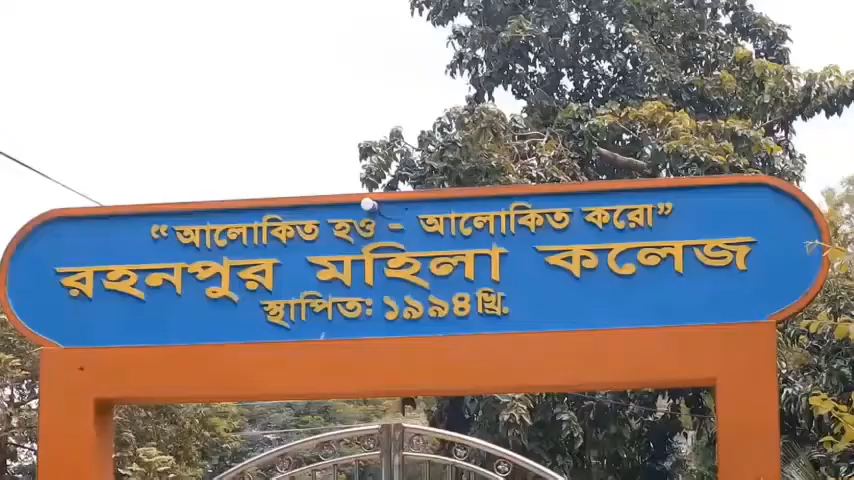 “আলোকিত হও - আলোকিত করো”
রহনপুর মহিলা কলেজ
স্থাপিতঃ ১৯৯৪ খ্রি.